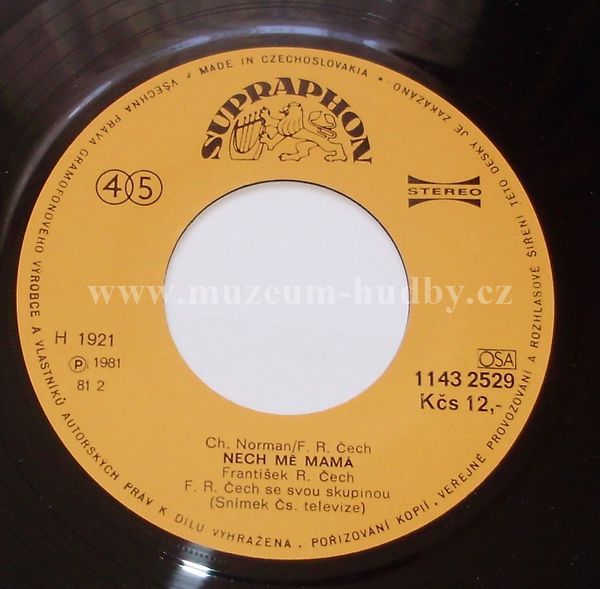 VŠECHNA PRÁVA GRAMOFONOVÉHO VÝROBCE A VLASTNÍKŮ AUTORSKÝCH PRÁV K DÍLU VYHRAŽENA. POŘIZOVÁNÍ KOPIÍ, VEŘEJNÉ PROVOZOVÁNÍ A ROZHLASOVÉ ŠÍŘENÍ TÉTO DESKY JE ZAKÁZÁNO.
MADE IN CZECHOSLOVAKIA
SUPRAPHON
45
STEREO
www.muzeum-hudby.cz
H 1921
Ⓟ 1981
81 2
OSA
1143 2529
Kčs 12,-
Ch. Norman/F. R. Čech
NECH MĚ MAMÁ
František R. Čech
F. R. Čech se svou skupinou
(Snímek Čs. televize)